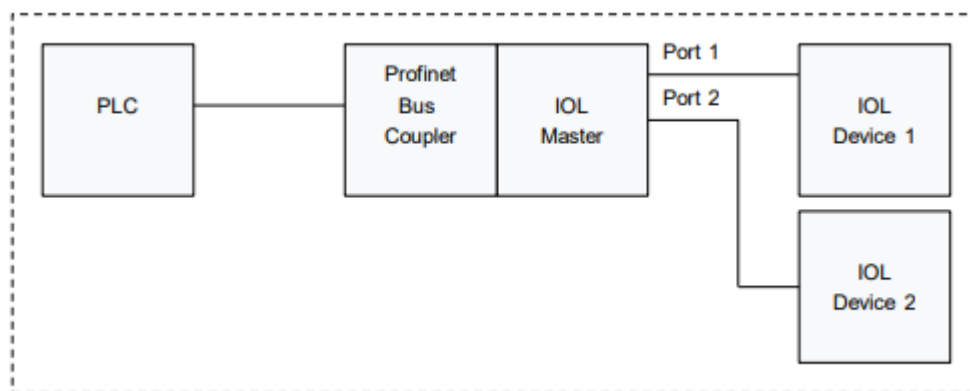 PLC
Profinet
Bus
Coupler
IOL
Master
Port 1
Port 2
IOL
Device 1
IOL
Device 2